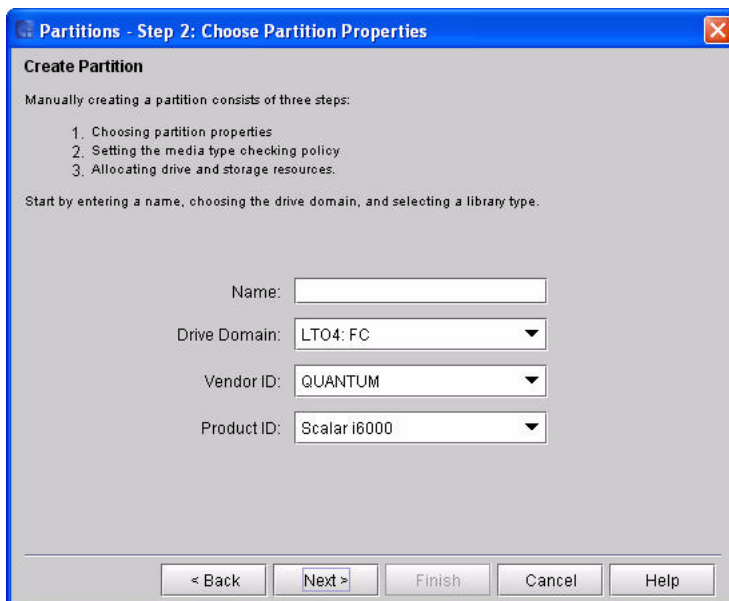 Partitions - Step 2: Choose Partition Properties
Create Partition
Manually creating a partition consists of three steps:
1. Choosing partition properties
2. Setting the media type checking policy
3. Allocating drive and storage resources.
Start by entering a name, choosing the drive domain, and selecting a library type.
Name:
Drive Domain: LTO4: FC
Vendor ID: QUANTUM
Product ID: Scalar i6000
< Back Next > Finish Cancel Help